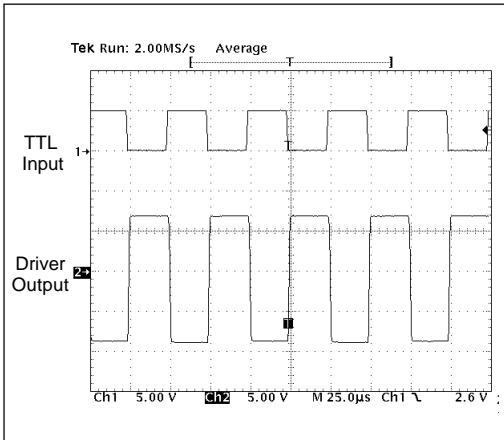 Tek Run: 2.00MS/s Average
T
TTL
Input
1
T
Driver
Output
2
T
Ch1 5.00 V Ch2 5.00 V M 25.0µs Ch1 2.6 V